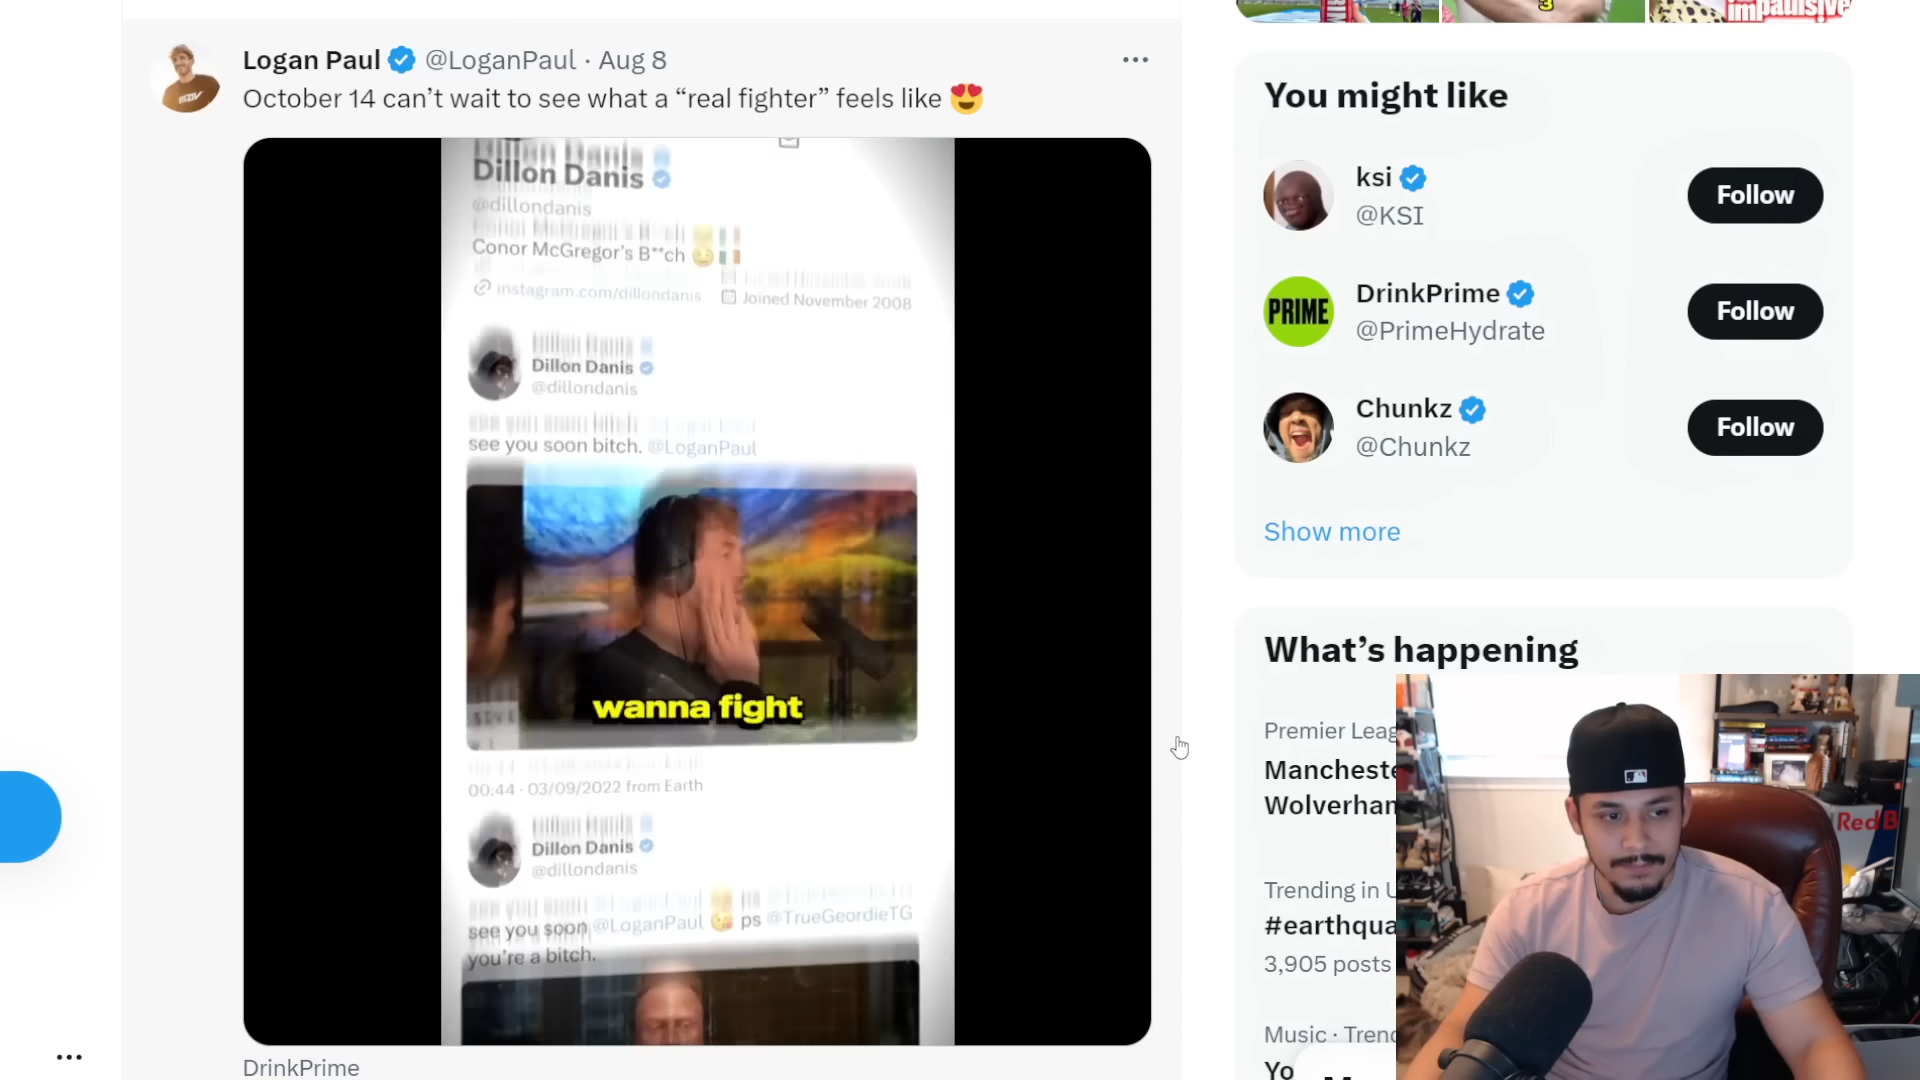 impaulsive
3
Logan Paul @LoganPaul · Aug 8
October 14 can’t wait to see what a “real fighter” feels like 😍
Dillon Danis
@dillondanis
Conor McGregor’s B**ch
instagram.com/dillondanis Joined November 2008
Dillon Danis
@dillondanis
see you soon bitch. @LoganPaul
wanna fight
00:44 · 03/09/2022 from Earth
Dillon Danis
@dillondanis
see you soon @LoganPaul 😘 ps @TrueGeordieTG
you’re a bitch.
DrinkPrime
You might like
ksi
@KSI
Follow
PRIME
DrinkPrime
@PrimeHydrate
Follow
Chunkz
@Chunkz
Follow
Show more
What’s happening
Premier Leag
Mancheste
Wolverhan
Trending in U
#earthqua
3,905 posts
Music · Trend
Yo
Red B